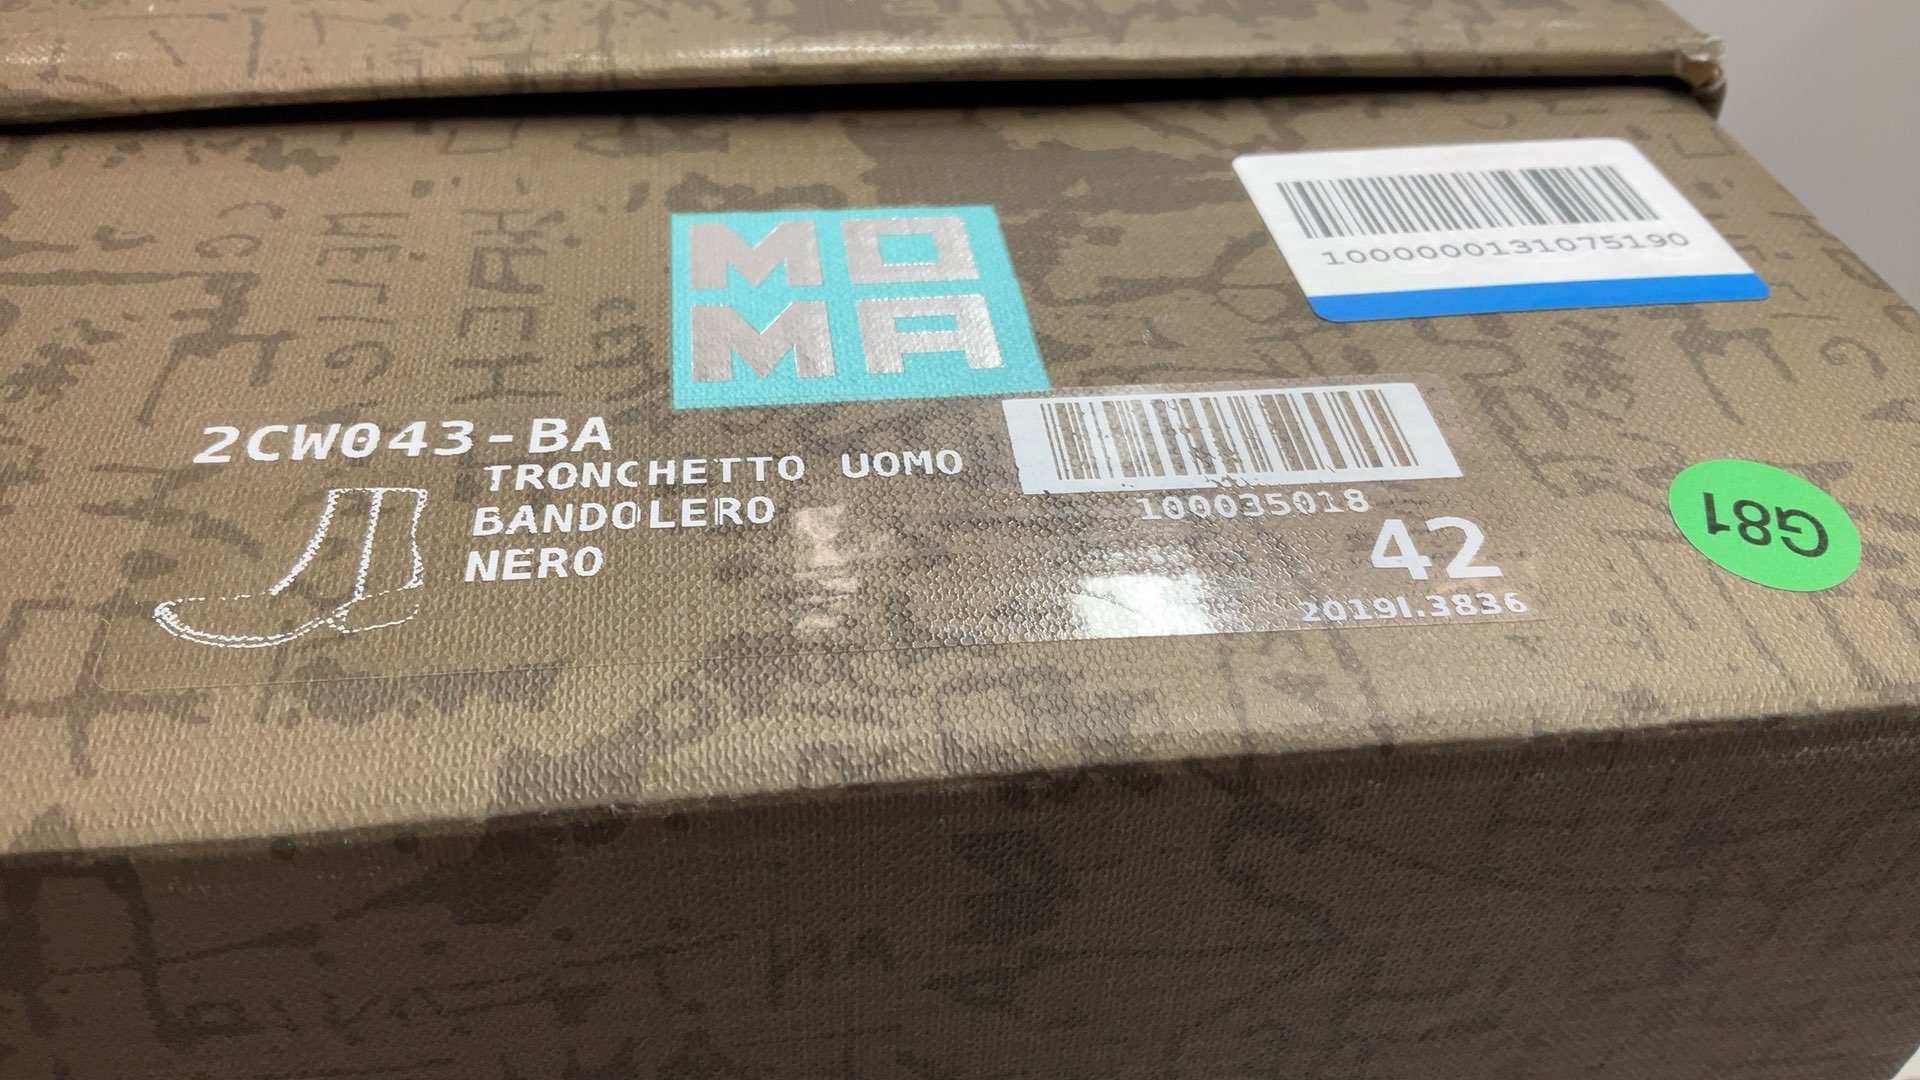 MO
MA
1000000131075190
2CW043-BA
TRONCHETTO UOMO
BANDOLERO
NERO
100035018
42
2019I.3836
G81